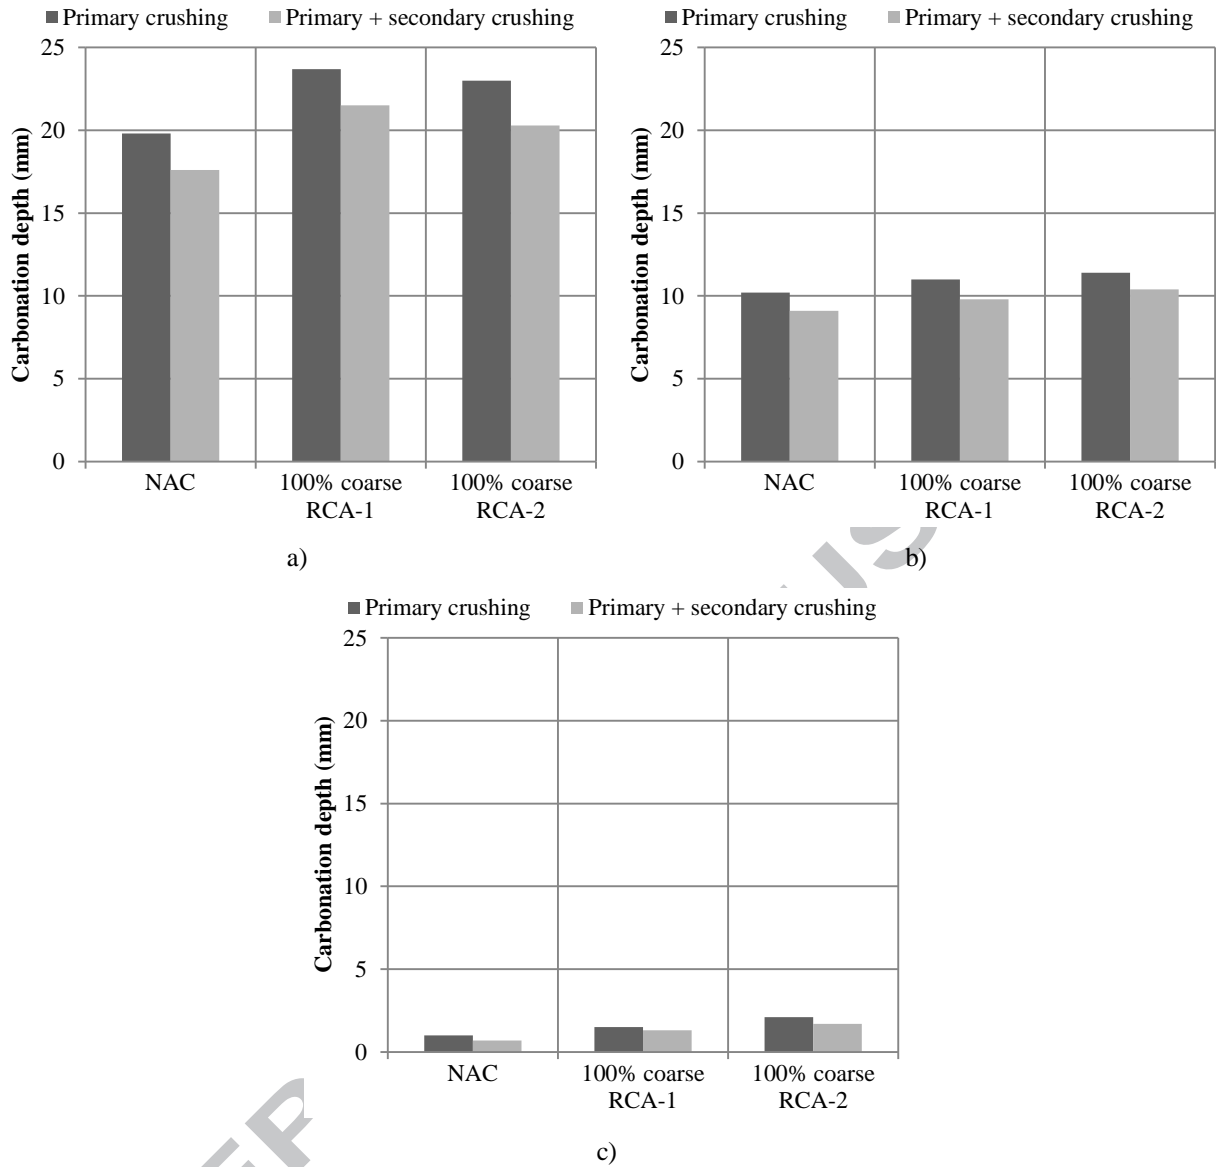 Primary crushing Primary + secondary crushing
Carbonation depth (mm)
25
20
15
10
5
0
NAC 100% coarse 100% coarse
RCA-1 RCA-2
a)
Primary crushing Primary + secondary crushing
Carbonation depth (mm)
25
20
15
10
5
0
NAC 100% coarse 100% coarse
RCA-1 RCA-2
b)
Primary crushing Primary + secondary crushing
Carbonation depth (mm)
25
20
15
10
5
0
NAC 100% coarse 100% coarse
RCA-1 RCA-2
c)